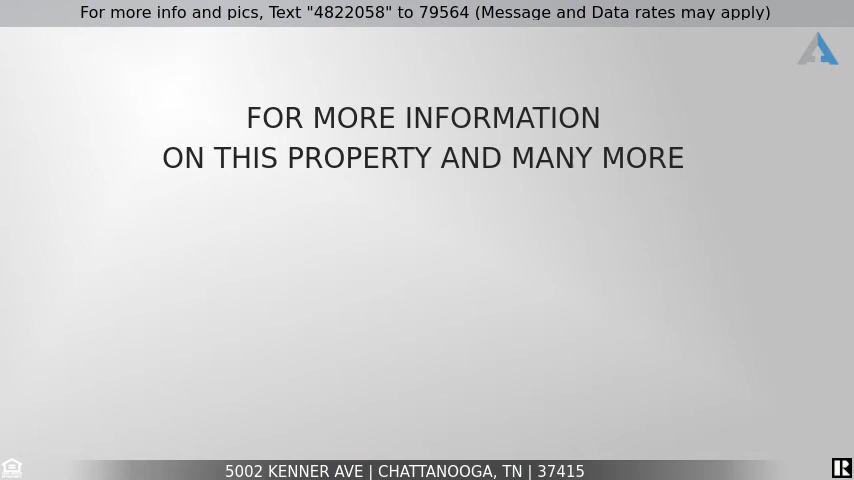 For more info and pics, Text "4822058" to 79564 (Message and Data rates may apply)
FOR MORE INFORMATION
ON THIS PROPERTY AND MANY MORE
5002 KENNER AVE | CHATTANOOGA, TN | 37415